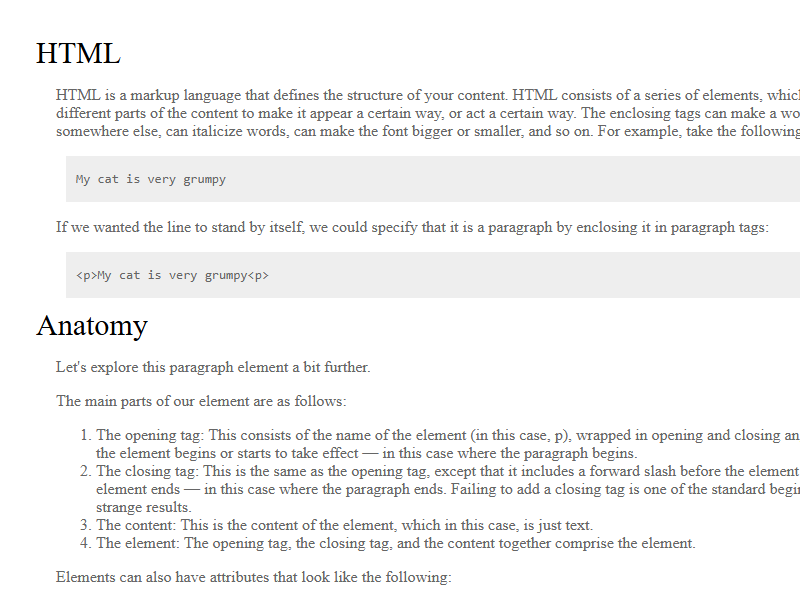 HTML
HTML is a markup language that defines the structure of your content. HTML consists of a series of elements, which
different parts of the content to make it appear a certain way, or act a certain way. The enclosing tags can make a
somewhere else, can italicize words, can make the font bigger or smaller, and so on. For example, take the following
My cat is very grumpy
If we wanted the line to stand by itself, we could specify that it is a paragraph by enclosing it in paragraph tags:
<p>My cat is very grumpy<p>
Anatomy
Let's explore this paragraph element a bit further.
The main parts of our element are as follows:
1. The opening tag: This consists of the name of the element (in this case, p), wrapped in opening and closing
the element begins or starts to take effect — in this case where the paragraph begins.
2. The closing tag: This is the same as the opening tag, except that it includes a forward slash before the element
element ends — in this case where the paragraph ends. Failing to add a closing tag is one of the standard
strange results.
3. The content: This is the content of the element, which in this case, is just text.
4. The element: The opening tag, the closing tag, and the content together comprise the element.
Elements can also have attributes that look like the following: